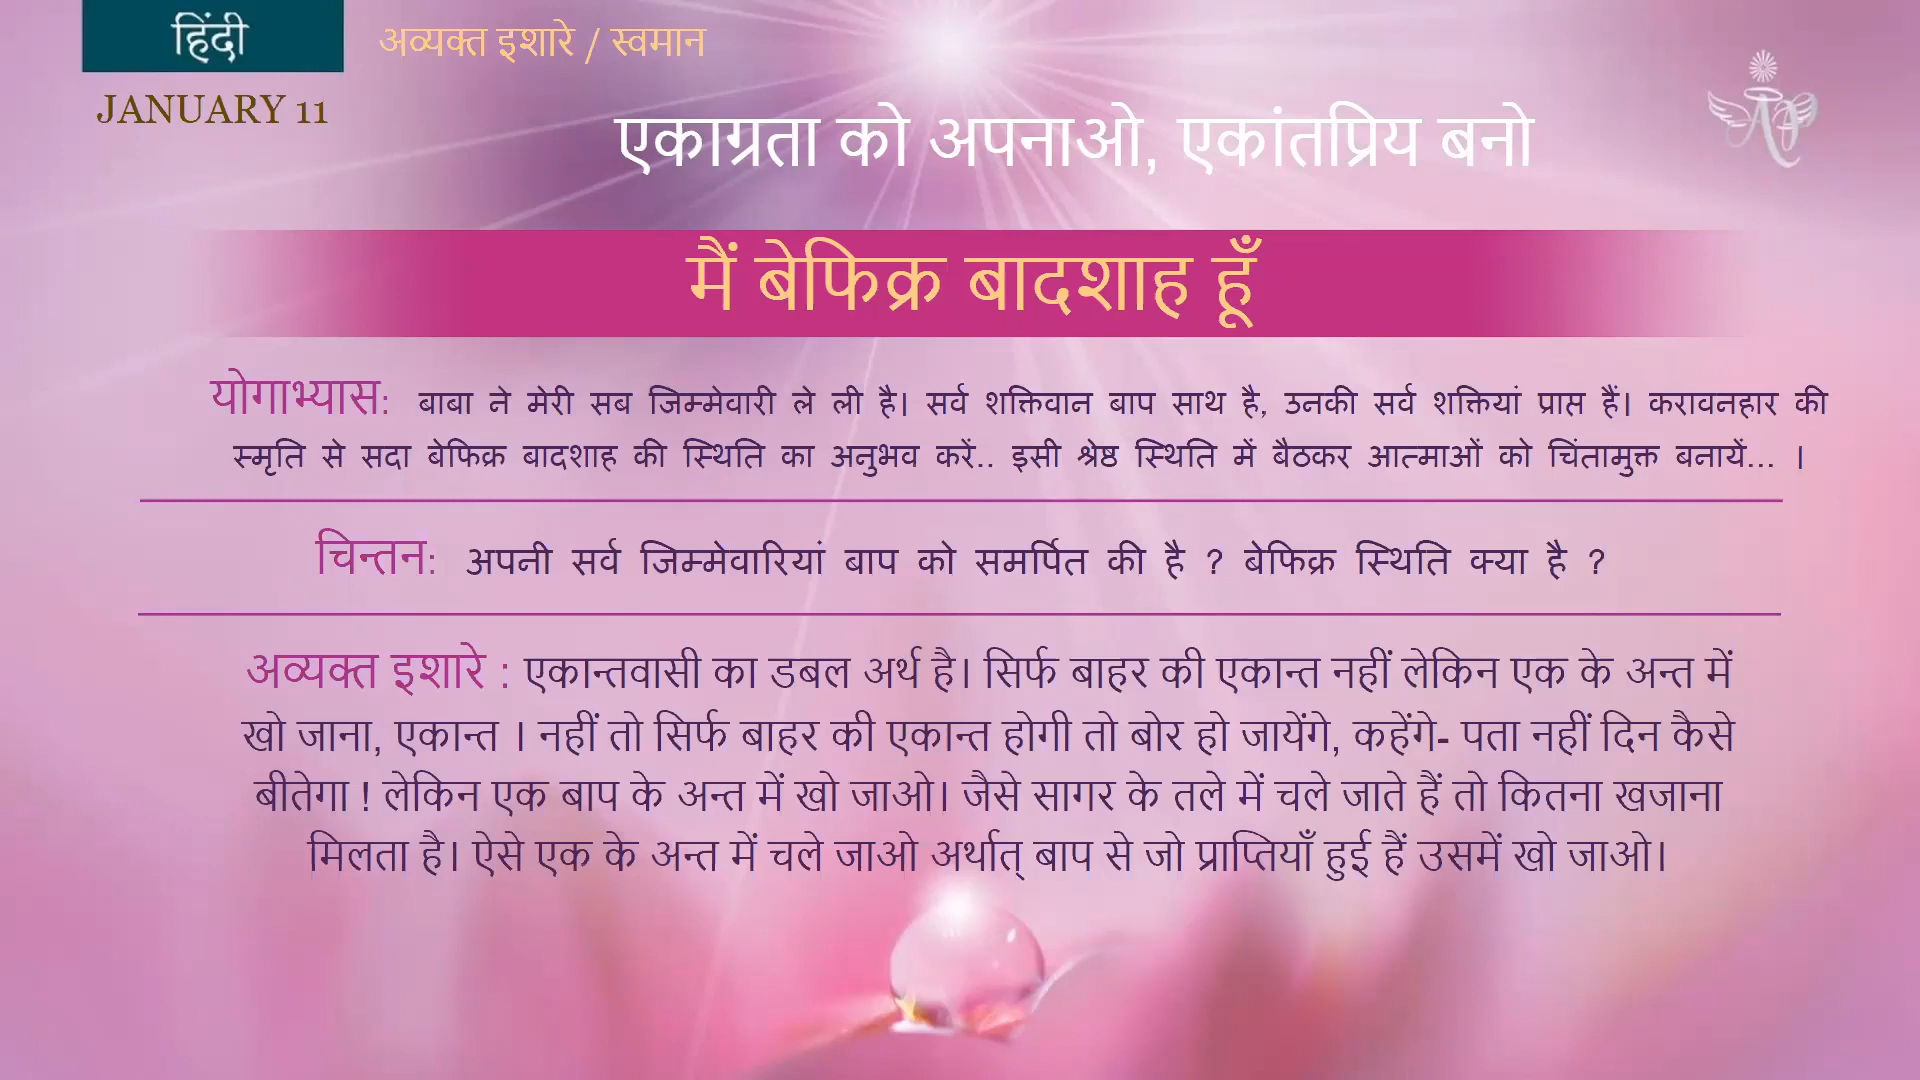 हिंदी
अव्यक्त इशारे / स्वमान
JANUARY 11
एकाग्रता को अपनाओ, एकांतप्रिय बनो
मैं बेफिक्र बादशाह हूँ
योगाभ्यास: बाबा ने मेरी सब जिम्मेवारी ले ली है। सर्व शक्तिवान बाप साथ है, उनकी सर्व शक्तियां प्राप्त हैं। करावनहार की
स्मृति से सदा बेफिक्र बादशाह की स्थिति का अनुभव करें.. इसी श्रेष्ठ स्थिति में बैठकर आत्माओं को चिंतामुक्त बनायें... ।
चिन्तन: अपनी सर्व जिम्मेवारियां बाप को समर्पित की है ? बेफिक्र स्थिति क्या है ?
अव्यक्त इशारे : एकान्तवासी का डबल अर्थ है। सिर्फ बाहर की एकान्त नहीं लेकिन एक के अन्त में
खो जाना, एकान्त । नहीं तो सिर्फ बाहर की एकान्त होगी तो बोर हो जायेंगे, कहेंगे- पता नहीं दिन कैसे
बीतेगा ! लेकिन एक बाप के अन्त में खो जाओ। जैसे सागर के तले में चले जाते हैं तो कितना खजाना
मिलता है। ऐसे एक के अन्त में चले जाओ अर्थात् बाप से जो प्राप्तियाँ हुई हैं उसमें खो जाओ।